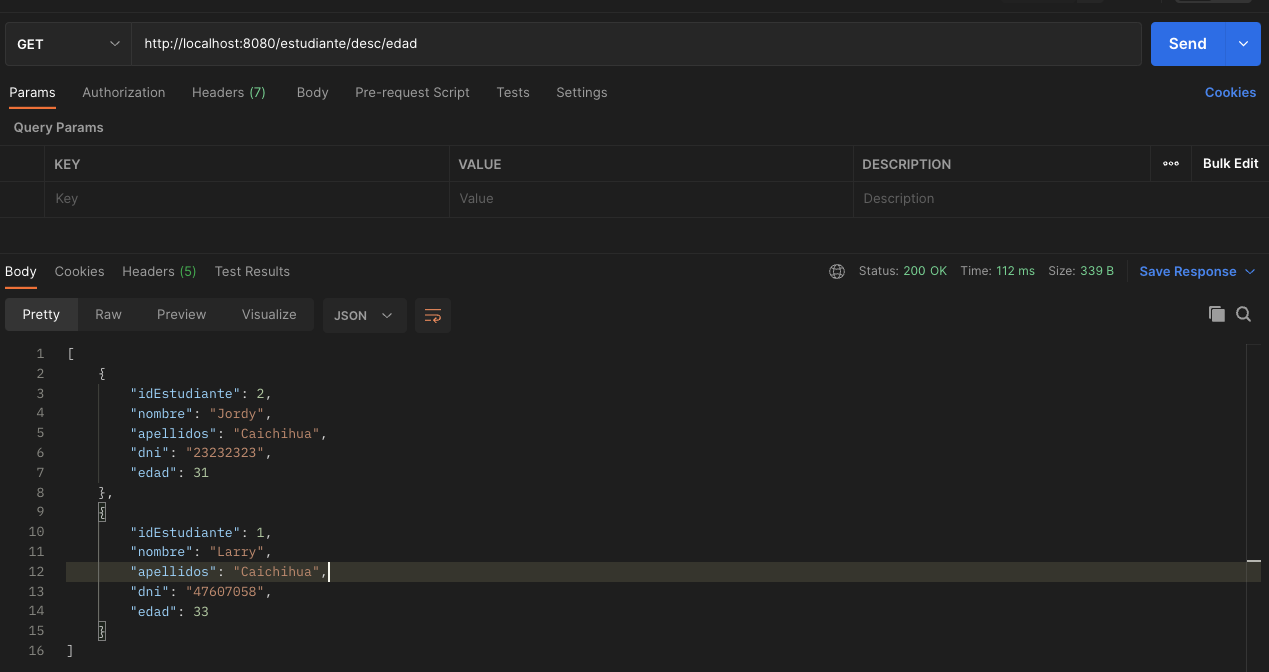 GET http://localhost:8080/estudiante/desc/edad Send
Params Authorization Headers (7) Body Pre-request Script Tests Settings Cookies
Query Params
KEY VALUE DESCRIPTION ooo Bulk Edit
Key Value Description
Body Cookies Headers (5) Test Results Status: 200 OK Time: 112 ms Size: 339 B Save Response
Pretty Raw Preview Visualize JSON
1 [
2 {
3 "idEstudiante": 2,
4 "nombre": "Jordy",
5 "apellidos": "Caichihua",
6 "dni": "23232323",
7 "edad": 31
8 },
9 {
10 "idEstudiante": 1,
11 "nombre": "Larry",
12 "apellidos": "Caichihua",
13 "dni": "47607058",
14 "edad": 33
15 }
16 ]